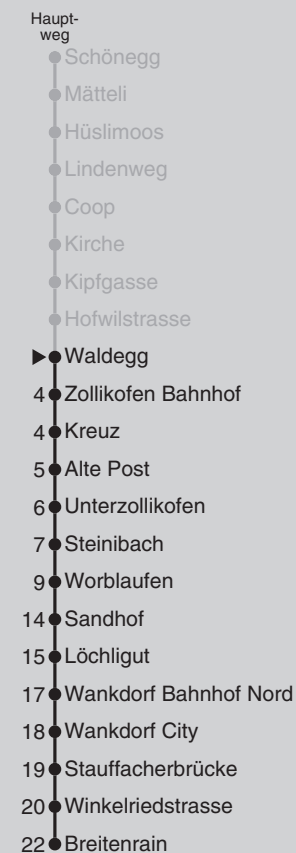 Haupt-
weg
Schönegg
Mätteli
Hüslimoos
Lindenweg
Coop
Kirche
Kipfgasse
Hofwilstrasse
Waldegg
4 Zollikofen Bahnhof
4 Kreuz
5 Alte Post
6 Unterzollikofen
7 Steinibach
9 Worblaufen
14 Sandhof
15 Löchligut
17 Wankdorf Bahnhof Nord
18 Wankdorf City
19 Stauffacherbrücke
20 Winkelriedstrasse
22 Breitenrain